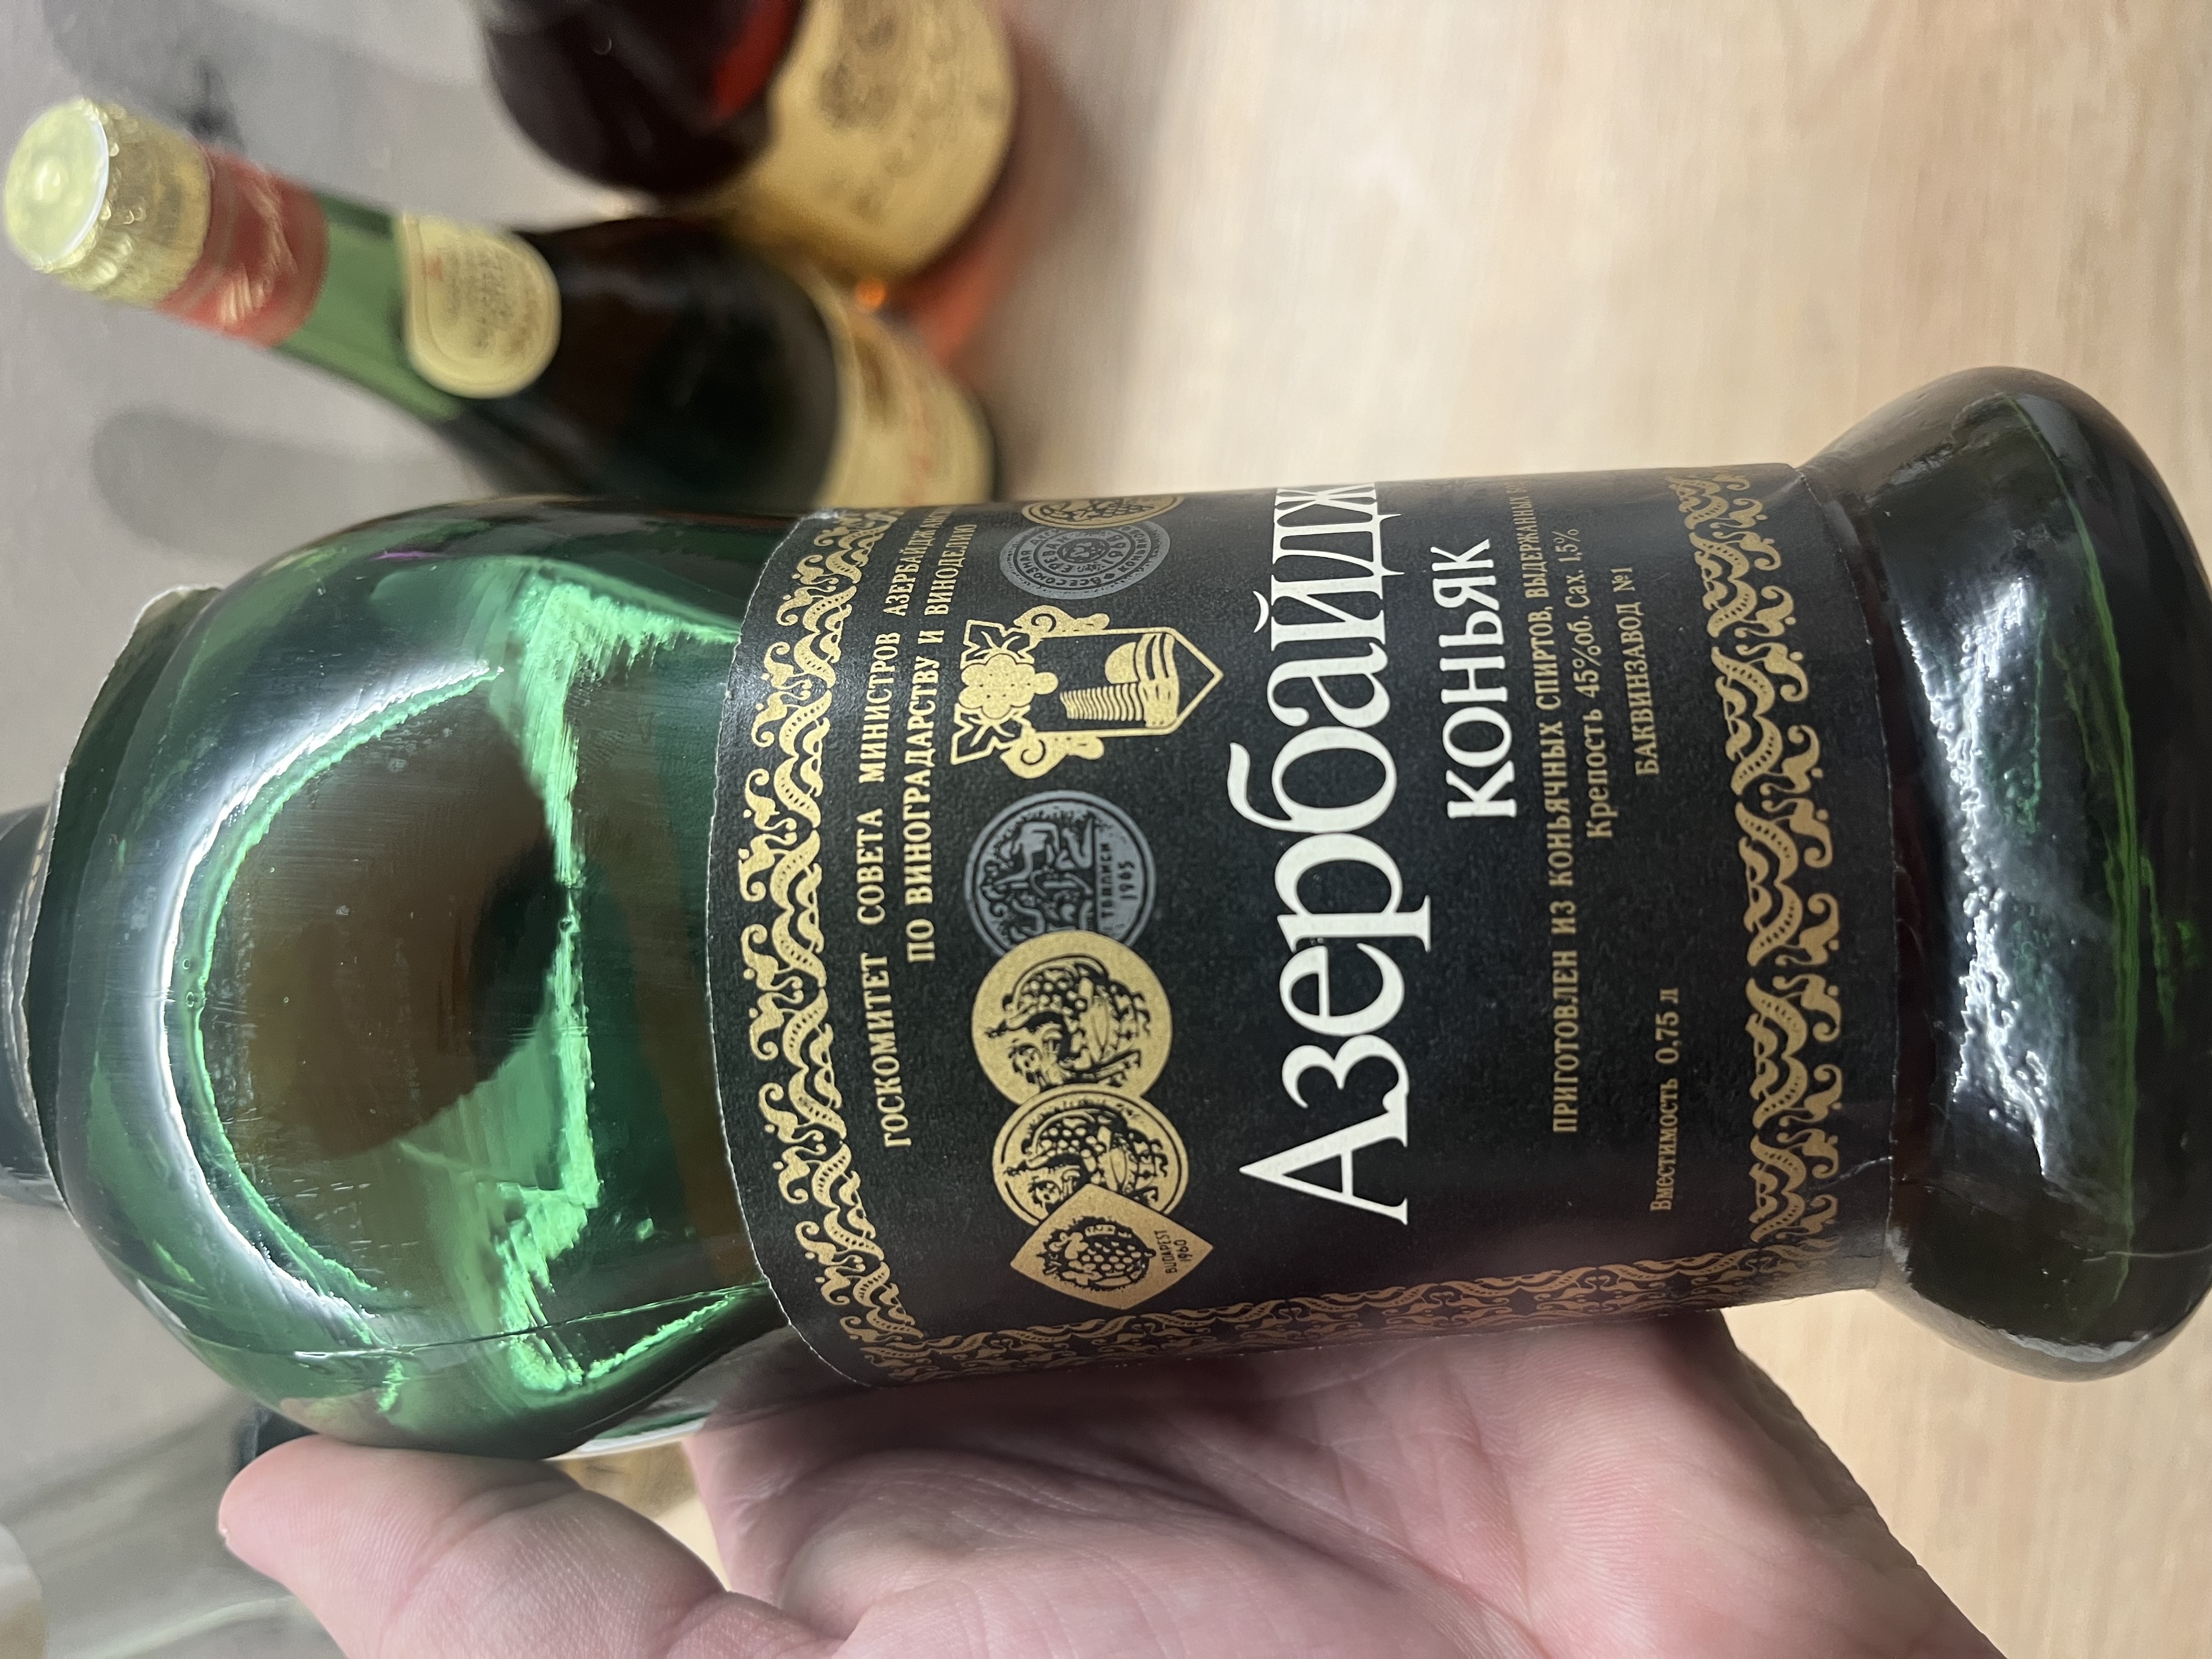 ГОСКОМИТЕТ СОВЕТА МИНИСТРОВ
ПО ВИНОГРАДАРСТВУ И ВИНОДЕЛИЮ
ТБИЛИСИ
1965
BUDAPEST
1960
Азербайдж
КОНЬЯК
ПРИГОТОВЛЕН ИЗ КОНЬЯЧНЫХ СПИРТОВ, ВЫДЕРЖАННЫХ
Крепость 45%об. Сах. 1,5%
БАКВИНЗАВОД №1
Вместимость 0,75 л